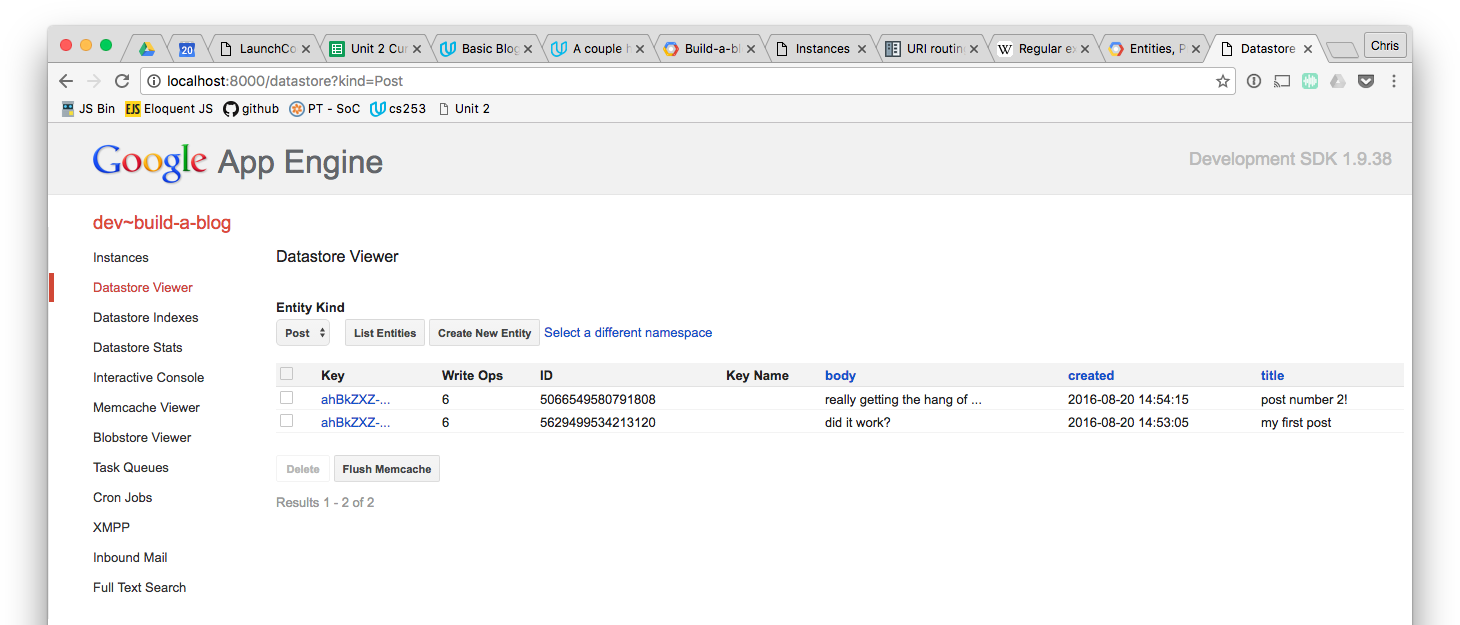 20 LaunchCo Unit 2 Cur Basic Blog A couple h Build-a-bl Instances URI routin Regular e Entities, P Datastore Chris
localhost:8000/datastore?kind=Post
JS Bin EJS Eloquent JS github PT - SoC cs253 Unit 2
Google App Engine Development SDK 1.9.38
dev~build-a-blog
Instances
Datastore Viewer
Datastore Indexes
Datastore Stats
Interactive Console
Memcache Viewer
Blobstore Viewer
Task Queues
Cron Jobs
XMPP
Inbound Mail
Full Text Search
Datastore Viewer
Entity Kind
Post List Entities Create New Entity Select a different namespace
Key Write Ops ID Key Name body created title
ahBkZXZ-... 6 5066549580791808 really getting the hang of ... 2016-08-20 14:54:15 post number 2!
ahBkZXZ-... 6 5629499534213120 did it work? 2016-08-20 14:53:05 my first post
Delete Flush Memcache
Results 1 - 2 of 2